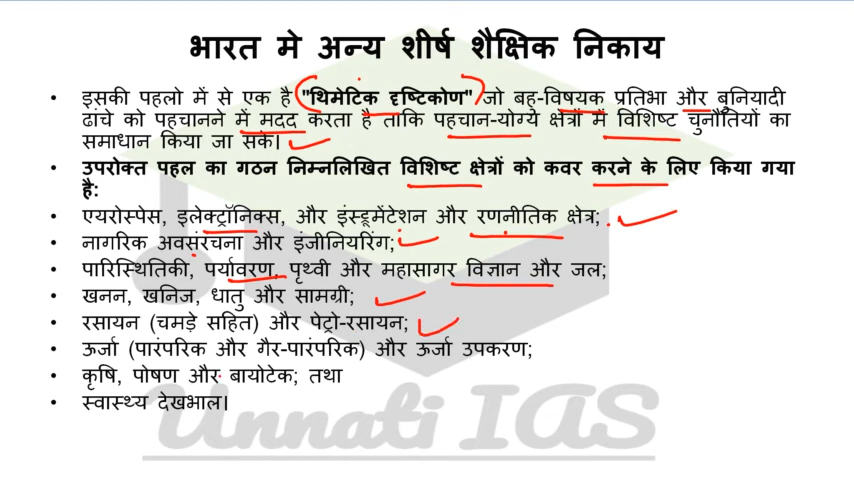 भारत मे अन्य शीर्ष शैक्षिक निकाय
• इसकी पहलो में से एक है "थिमेटिक दृष्टिकोण" जो बहु-विषयक प्रतिभा और बुनियादी
ढांचे को पहचानने में मदद करता है ताकि पहचान-योग्य क्षेत्रों में विशिष्ट चुनौतियों का
समाधान किया जा सके।
• उपरोक्त पहल का गठन निम्नलिखित विशिष्ट क्षेत्रों को कवर करने के लिए किया गया
है:
• एयरोस्पेस, इलेक्ट्रॉनिक्स, और इंस्ट्रूमेंटेशन और रणनीतिक क्षेत्र;
• नागरिक अवसंरचना और इंजीनियरिंग;
• पारिस्थितिकी, पर्यावरण, पृथ्वी और महासागर विज्ञान और जल;
• खनन, खनिज, धातु और सामग्री;
• रसायन (चमड़े सहित) और पेट्रो-रसायन;
• ऊर्जा (पारंपरिक और गैर-पारंपरिक) और ऊर्जा उपकरण;
• कृषि, पोषण और बायोटेक; तथा
• स्वास्थ्य देखभाल।
Unnati IAS